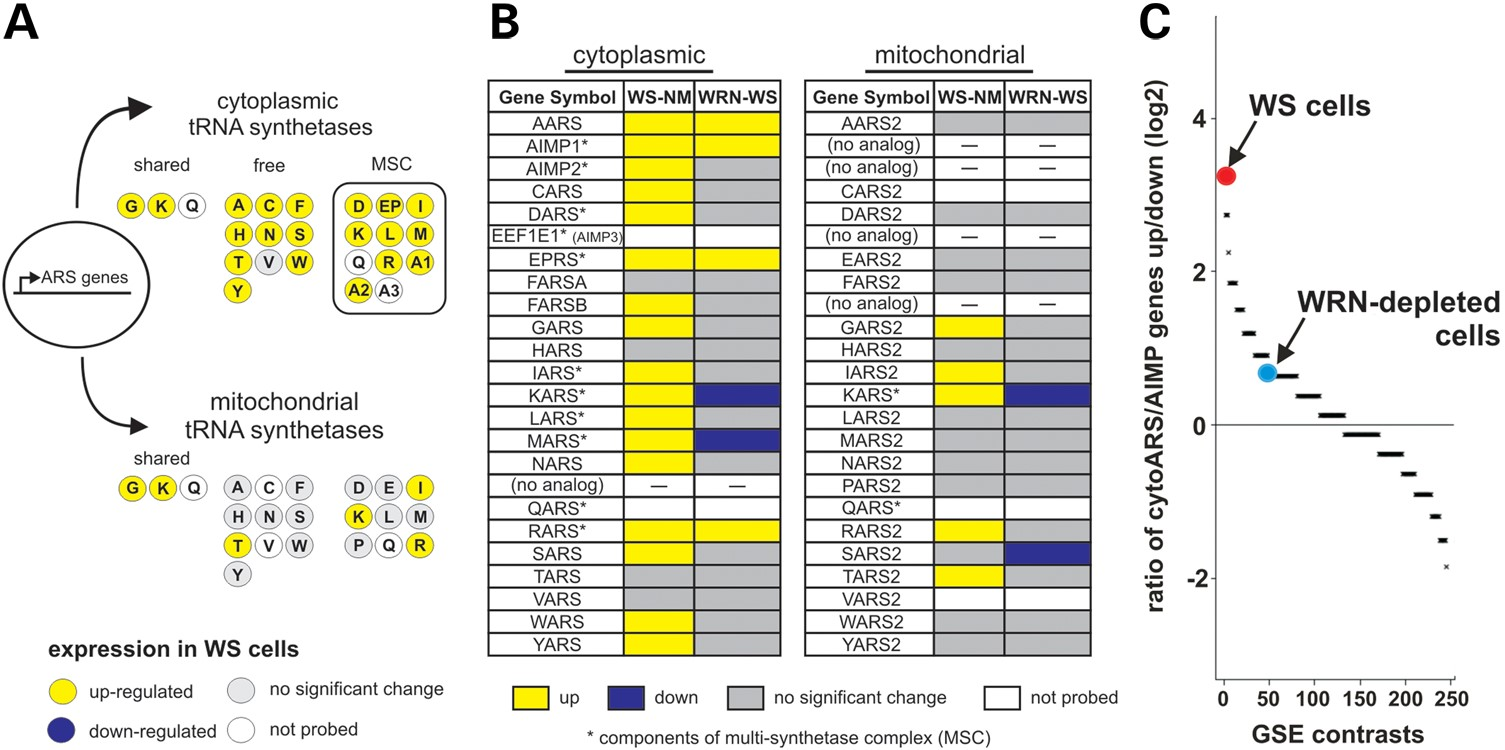 A
cytoplasmic
tRNA synthetases
shared free MSC
G K Q A C F D EP I
H N S K L M
T V W Q R A1
Y A2 A3
ARS genes
mitochondrial
tRNA synthetases
shared
G K Q A C F D E I
H N S K L M
T V W P Q R
Y
expression in WS cells
up-regulated no significant change
down-regulated not probed
B
cytoplasmic
Gene Symbol WS-NM WRN-WS
AARS
AIMP1*
AIMP2*
CARS
DARS*
EEF1E1* (AIMP3)
EPRS*
FARSA
FARSB
GARS
HARS
IARS*
KARS*
LARS*
MARS*
NARS
(no analog) — —
QARS*
RARS*
SARS
TARS
VARS
WARS
YARS
mitochondrial
Gene Symbol WS-NM WRN-WS
AARS2
(no analog) — —
(no analog) — —
CARS2
DARS2
(no analog) — —
EARS2
FARS2
(no analog) — —
GARS2
HARS2
IARS2
KARS*
LARS2
MARS2
NARS2
PARS2
QARS*
RARS2
SARS2
TARS2
VARS2
WARS2
YARS2
up down no significant change not probed
* components of multi-synthetase complex (MSC)
C
ratio of cytoARS/AIMP genes up/down (log2)
4
2
0
-2
WS cells
WRN-depleted
cells
0 50 100 150 200 250
GSE contrasts